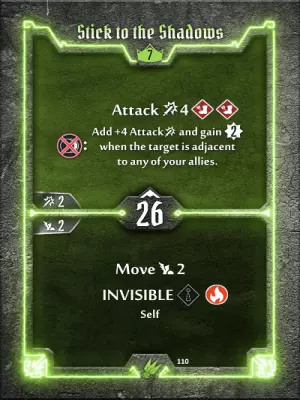 Stick to the Shadows
7
Attack 4
Add +4 Attack and gain 2
: when the target is adjacent
to any of your allies.
2
26
2
Move 2
INVISIBLE
Self
110